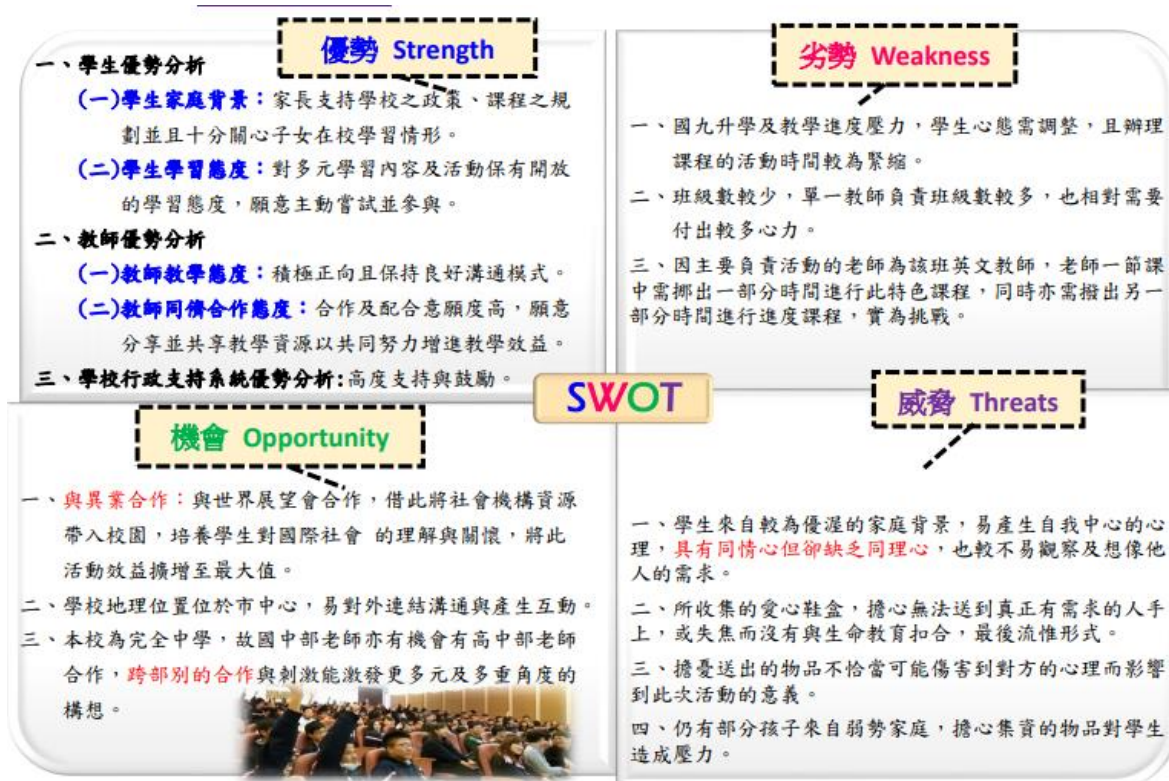 優勢 Strength
一、學生優勢分析
(一)學生家庭背景：家長支持學校之政策、課程之規
劃並且十分關心子女在校學習情形。
(二)學生學習態度：對多元學習內容及活動保有開放
的學習態度，願意主動嘗試並參與。
二、教師優勢分析
(一)教師教學態度：積極正向且保持良好溝通模式。
(二)教師同儕合作態度：合作及配合意願度高，願意
分享並共享教學資源以共同努力增進教學效益。
三、學校行政支持系統優勢分析:高度支持與鼓勵。
劣勢 Weakness
一、國九升學及教學進度壓力，學生心態需調整，且辦理
課程的活動時間較為緊縮。
二、班級數較少，單一教師負責班級數較多，也相對需要
付出較多心力。
三、因主要負責活動的老師為該班英文教師，老師一節課
中需挪出一部分時間進行此特色課程，同時亦需撥出另一
部分時間進行進度課程，實為挑戰。
SWOT
機會 Opportunity
一、與異業合作：與世界展望會合作，借此將社會機構資源
帶入校園，培養學生對國際社會 的理解與關懷，將此
活動效益擴增至最大值。
二、學校地理位置位於市中心，易對外連結溝通與產生互動。
三、本校為完全中學，故國中部老師亦有機會有高中部老師
合作，跨部別的合作與刺激能激發更多元及多重角度的
構想。
威脅 Threats
一、學生來自較為優渥的家庭背景，易產生自我中心的心
理，具有同情心但卻缺乏同理心，也較不易觀察及想像他
人的需求。
二、所收集的愛心鞋盒，擔心無法送到真正有需求的人手
上，或失焦而沒有與生命教育扣合，最後流惟形式。
三、擔憂送出的物品不恰當可能傷害到對方的心理而影響
到此次活動的意義。
四、仍有部分孩子來自弱勢家庭，擔心集資的物品對學生
造成壓力。